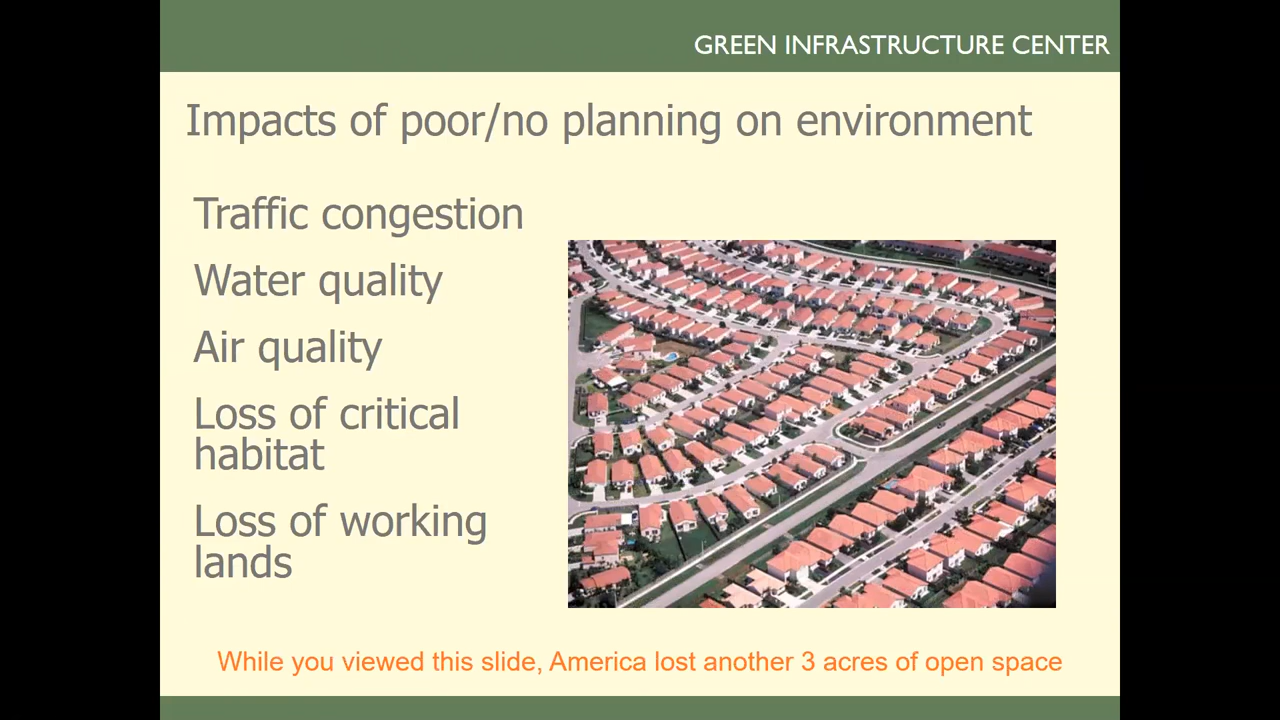 GREEN INFRASTRUCTURE CENTER
Impacts of poor/no planning on environment
Traffic congestion
Water quality
Air quality
Loss of critical
habitat
Loss of working
lands
While you viewed this slide, America lost another 3 acres of open space